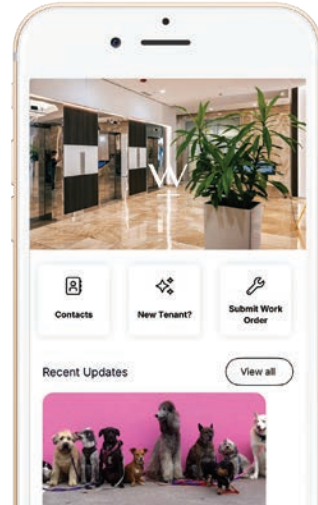 W
Contacts
New Tenant?
Submit Work
Order
Recent Updates
View all